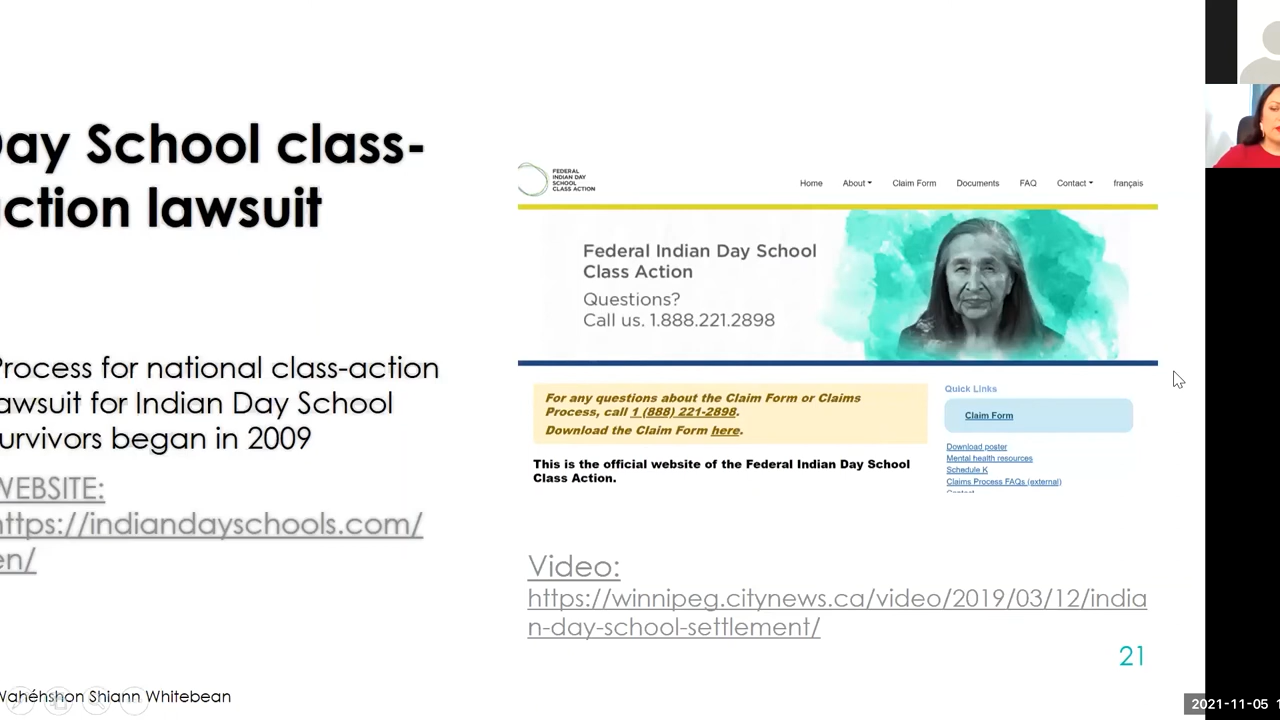 ay School class-
ction lawsuit
Process for national class-action
awsuit for Indian Day School
urvivors began in 2009
WEBSITE:
https://indiandayschools.com/
en/
Wahéhshon Shiann Whitebean
FEDERAL
INDIAN DAY
SCHOOL
CLASS ACTION
Home About Claim Form Documents FAQ Contact français
Federal Indian Day School
Class Action
Questions?
Call us. 1.888.221.2898
For any questions about the Claim Form or Claims
Process, call 1 (888) 221-2898.
Download the Claim Form here.
This is the official website of the Federal Indian Day School
Class Action.
Quick Links
Claim Form
Download poster
Mental health resources
Schedule K
Claims Process FAQs (external)
Video:
https://winnipeg.citynews.ca/video/2019/03/12/india
n-day-school-settlement/
21
2021-11-05